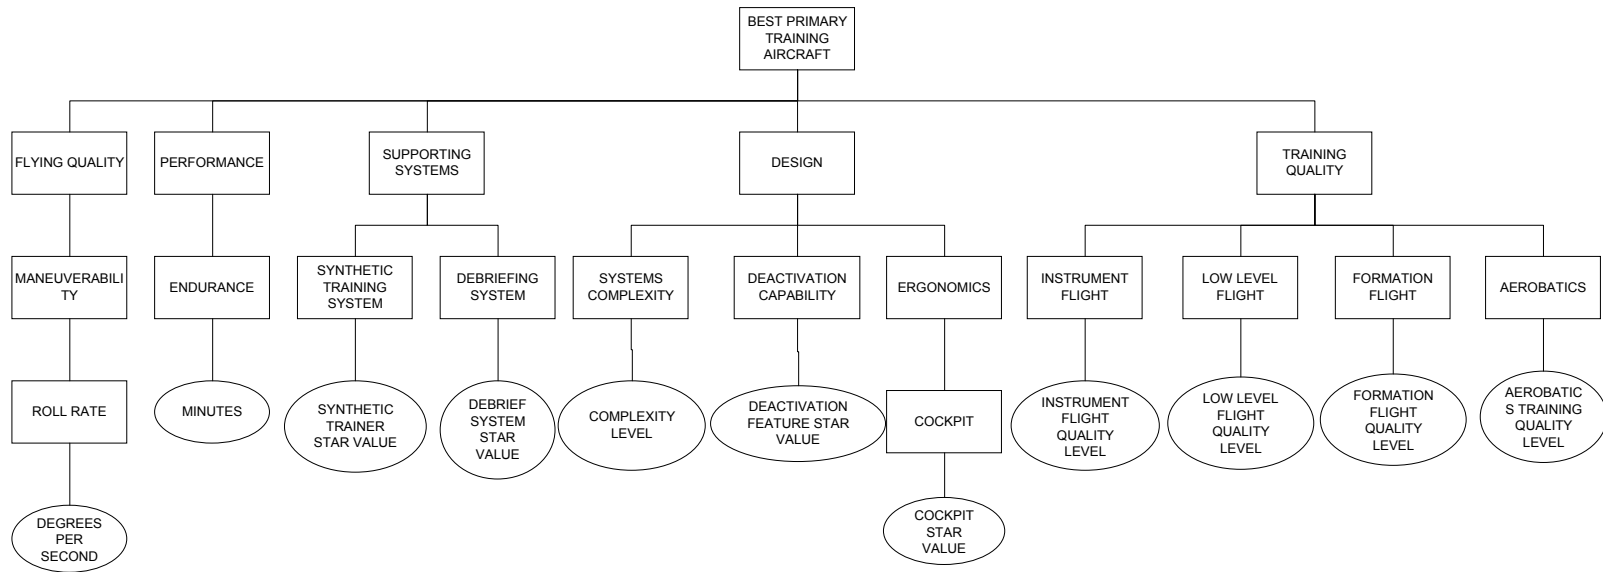 BEST PRIMARY
TRAINING
AIRCRAFT
FLYING QUALITY
PERFORMANCE
SUPPORTING
SYSTEMS
DESIGN
TRAINING
QUALITY
MANEUVERABILI
TY
ENDURANCE
SYNTHETIC
TRAINING
SYSTEM
DEBRIEFING
SYSTEM
SYSTEMS
COMPLEXITY
DEACTIVATION
CAPABILITY
ERGONOMICS
INSTRUMENT
FLIGHT
LOW LEVEL
FLIGHT
FORMATION
FLIGHT
AEROBATICS
ROLL RATE
MINUTES
SYNTHETIC
TRAINER
STAR VALUE
DEBRIEF
SYSTEM
STAR
VALUE
COMPLEXITY
LEVEL
DEACTIVATION
FEATURE STAR
VALUE
COCKPIT
INSTRUMENT
FLIGHT
QUALITY
LEVEL
LOW LEVEL
FLIGHT
QUALITY
LEVEL
FORMATION
FLIGHT
QUALITY
LEVEL
AEROBATIC
S TRAINING
QUALITY
LEVEL
DEGREES
PER
SECOND
COCKPIT
STAR
VALUE